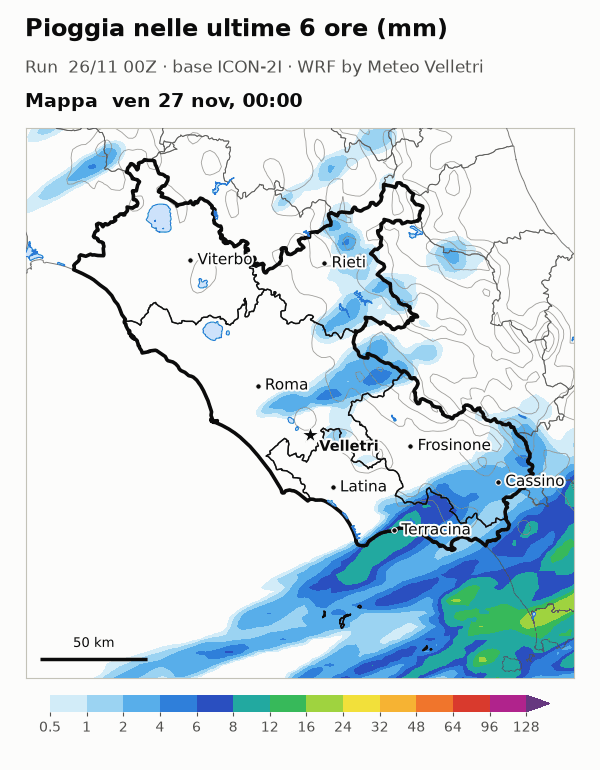 Pioggia nelle ultime 6 ore (mm)
Run 26/11 00Z · base ICON-2I · WRF by Meteo Velletri
Mappa ven 27 nov, 00:00
Viterbo
Rieti
Roma
Velletri
Frosinone
Latina
Cassino
Terracina
50 km
0.5 1 2 4 6 8 12 16 24 32 48 64 96 128